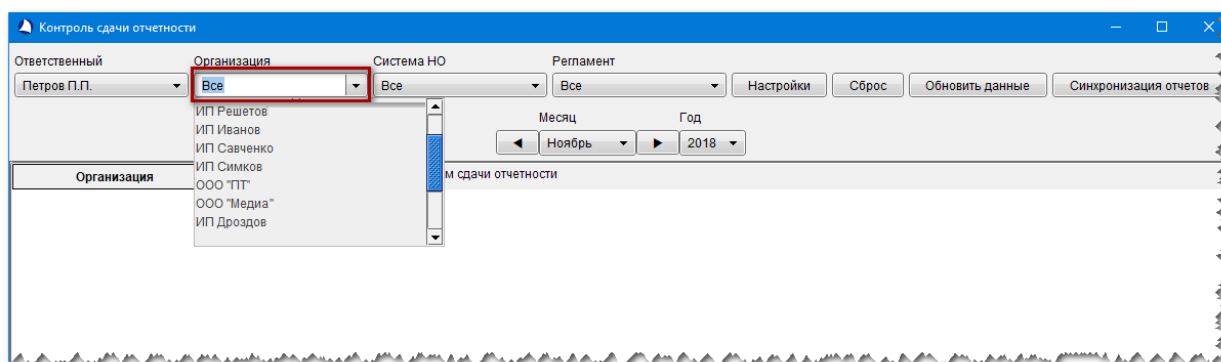 Контроль сдачи отчетности
Ответственный Организация Система НО Регламент
Петров П.П. Все Все Все Настройки Сброс Обновить данные Синхронизация отчетов
ИП Решетов
Месяц Год
ИП Иванов
Ноябрь 2018
ИП Савченко
ИП Симков
Организация м сдачи отчетности
ООО "ПТ"
ООО "Медиа"
ИП Дроздов